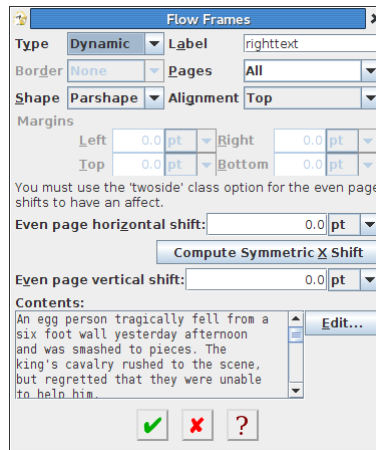 Flow Frames
Type Dynamic Label righttext
Border None Pages All
Shape Parshape Alignment Top
Margins
Left 0.0 pt Right 0.0 pt
Top 0.0 pt Bottom 0.0 pt
You must use the 'twoside' class option for the even page
shifts to have an affect.
Even page horizontal shift: 0.0 pt
Compute Symmetric X Shift
Even page vertical shift: 0.0 pt
Contents:
An egg person tragically fell from a
six foot wall yesterday afternoon
and was smashed to pieces. The
king's cavalry rushed to the scene,
but regretted that they were unable
to help him.
Edit...
?